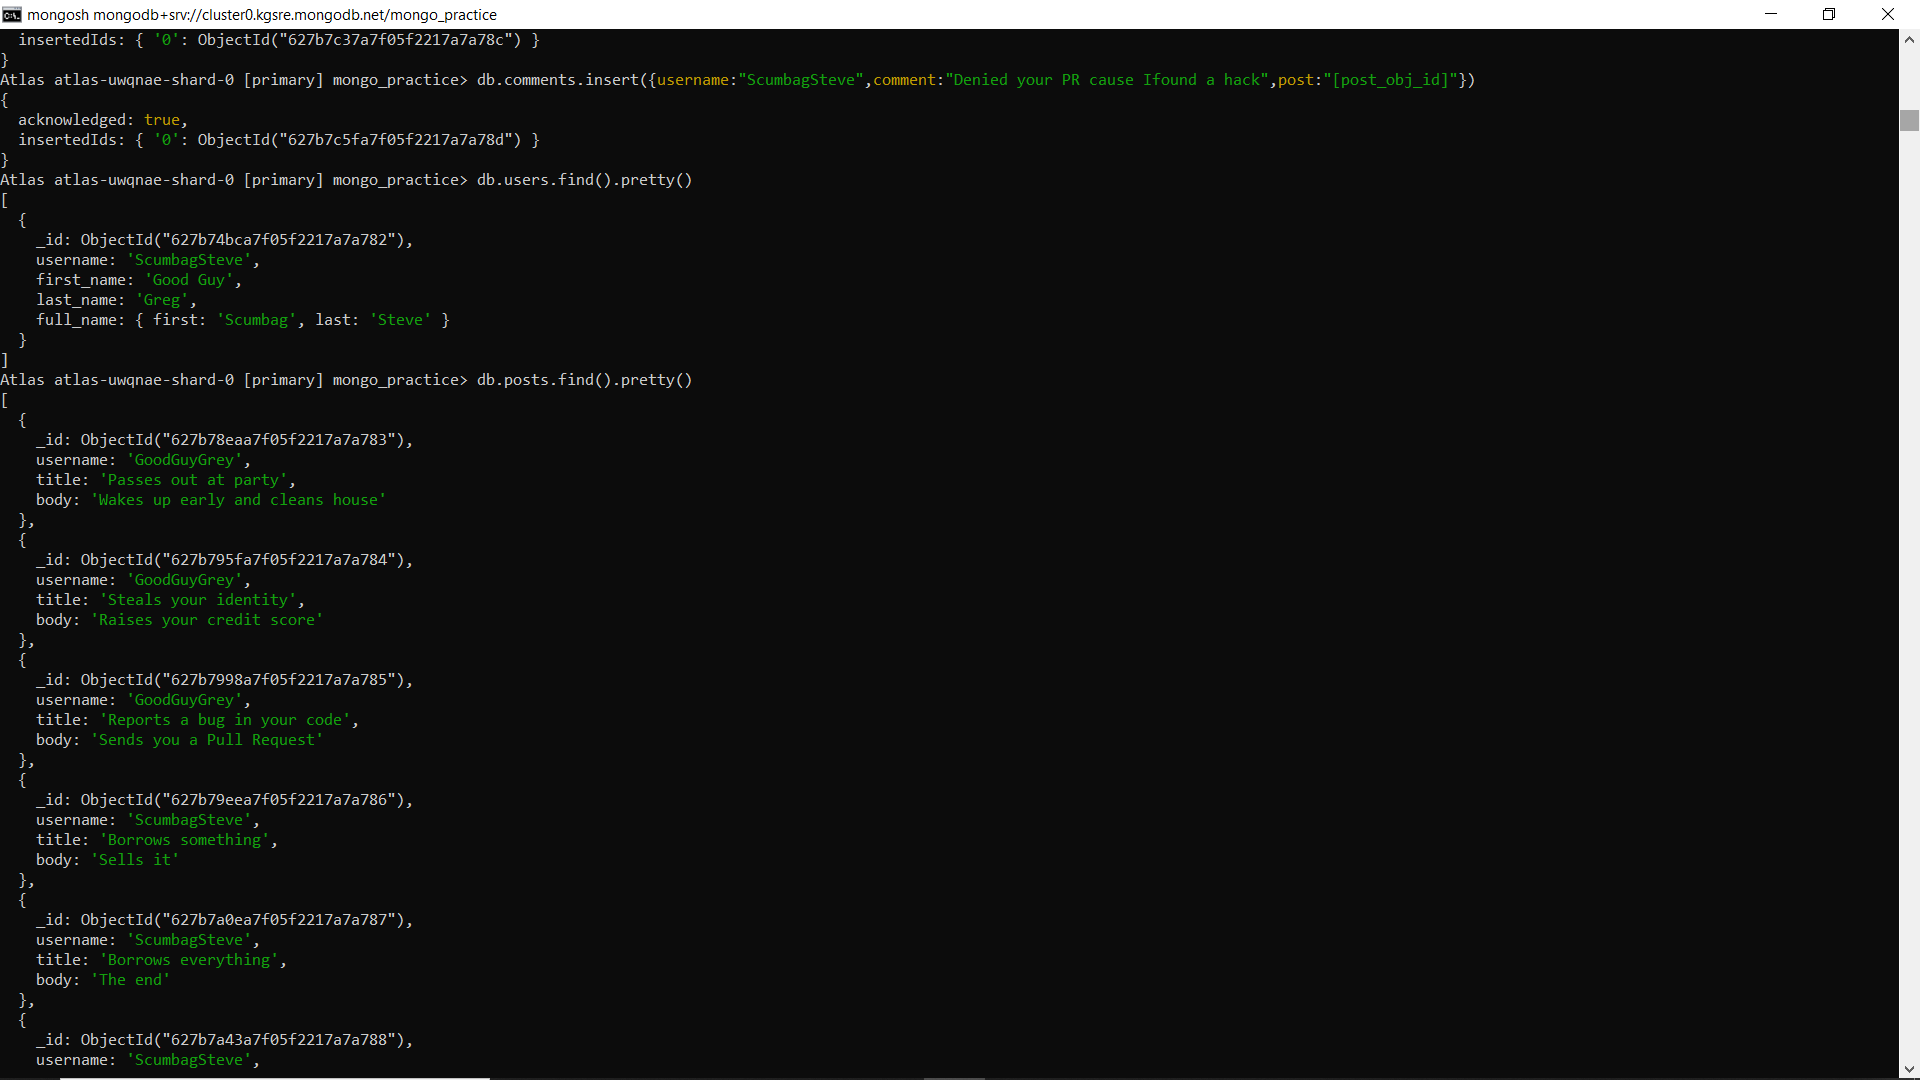 mongosh mongodb+srv://cluster0.kgsre.mongodb.net/mongo_practice
  insertedIds: { '0': ObjectId("627b7c37a7f05f2217a7a78c") }
}
Atlas atlas-uwqnae-shard-0 [primary] mongo_practice> db.comments.insert({username:"ScumbagSteve",comment:"Denied your PR cause Ifound a hack",post:"[post_obj_id]"})
{
  acknowledged: true,
  insertedIds: { '0': ObjectId("627b7c5fa7f05f2217a7a78d") }
}
Atlas atlas-uwqnae-shard-0 [primary] mongo_practice> db.users.find().pretty()
[
  {
    _id: ObjectId("627b74bca7f05f2217a7a782"),
    username: 'ScumbagSteve',
    first_name: 'Good Guy',
    last_name: 'Greg',
    full_name: { first: 'Scumbag', last: 'Steve' }
  }
]
Atlas atlas-uwqnae-shard-0 [primary] mongo_practice> db.posts.find().pretty()
[
  {
    _id: ObjectId("627b78eaa7f05f2217a7a783"),
    username: 'GoodGuyGrey',
    title: 'Passes out at party',
    body: 'Wakes up early and cleans house'
  },
  {
    _id: ObjectId("627b795fa7f05f2217a7a784"),
    username: 'GoodGuyGrey',
    title: 'Steals your identity',
    body: 'Raises your credit score'
  },
  {
    _id: ObjectId("627b7998a7f05f2217a7a785"),
    username: 'GoodGuyGrey',
    title: 'Reports a bug in your code',
    body: 'Sends you a Pull Request'
  },
  {
    _id: ObjectId("627b79eea7f05f2217a7a786"),
    username: 'ScumbagSteve',
    title: 'Borrows something',
    body: 'Sells it'
  },
  {
    _id: ObjectId("627b7a0ea7f05f2217a7a787"),
    username: 'ScumbagSteve',
    title: 'Borrows everything',
    body: 'The end'
  },
  {
    _id: ObjectId("627b7a43a7f05f2217a7a788"),
    username: 'ScumbagSteve',